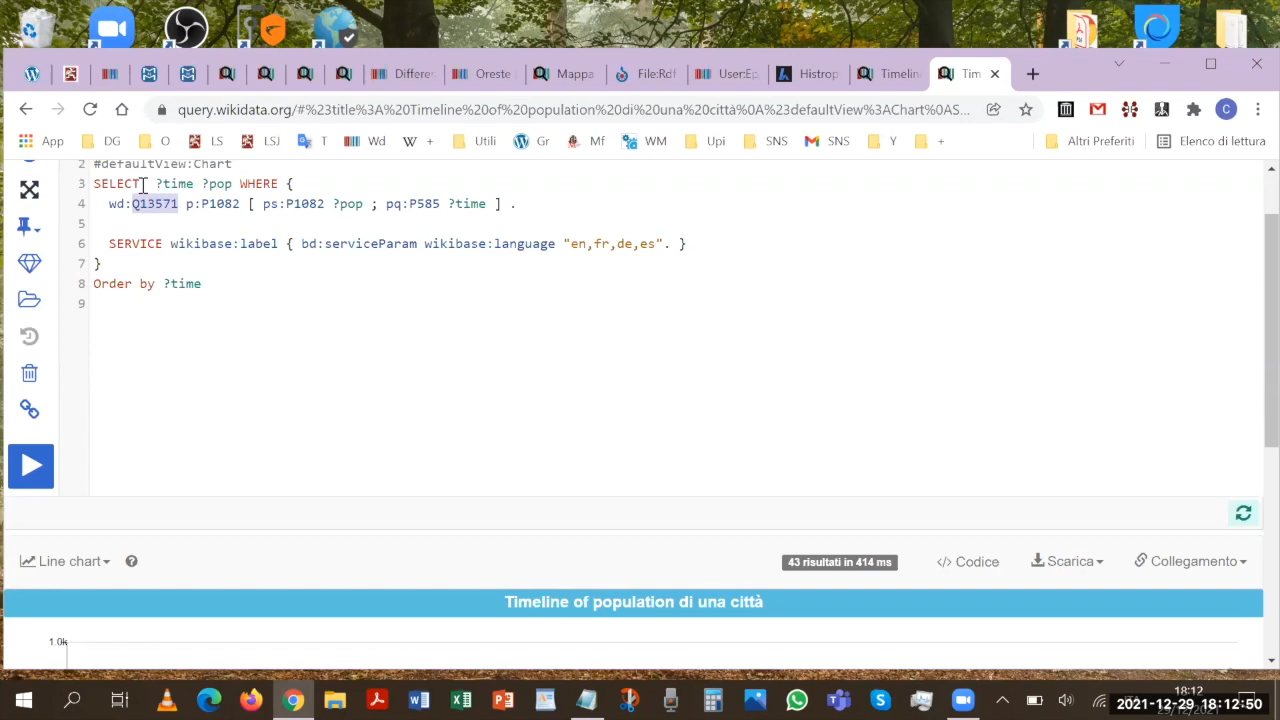 Differe
Oreste
Mappa
File:Rdf
User:Ep
Histrop
Timelin
Tim
query.wikidata.org/#%23title%3A%20Timeline%20of%20population%20di%20una%20città%0A%23defaultView%3AChart%0AS...
C
App DG O LS LSJ T Wd + Utili Gr Mf WM Upi SNS SNS Y + Altri Preferiti Elenco di lettura
2 #defaultView:Chart
3 SELECT ?time ?pop WHERE {
4 wd:Q13571 p:P1082 [ ps:P1082 ?pop ; pq:P585 ?time ] .
5
6 SERVICE wikibase:label { bd:serviceParam wikibase:language "en,fr,de,es". }
7 }
8 Order by ?time
9
Line chart
43 risultati in 414 ms
</> Codice
Scarica
Collegamento
Timeline of population di una città
1.0k
18:12
2021-12-29 18:12:50